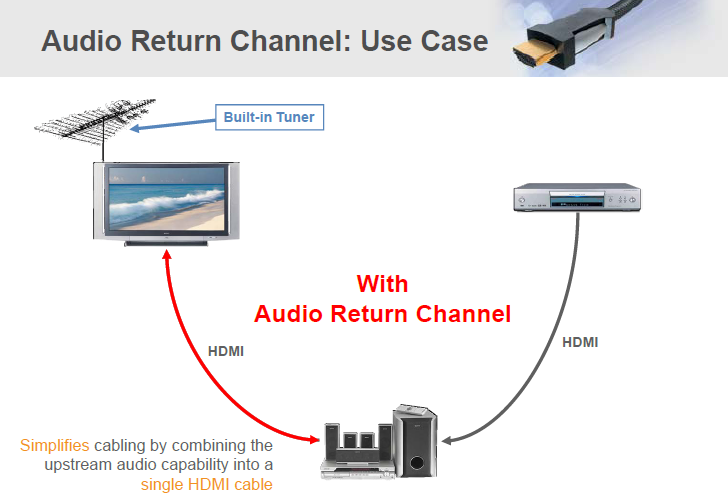 Audio Return Channel: Use Case
Built-in Tuner
With
Audio Return Channel
HDMI
HDMI
Simplifies cabling by combining the
upstream audio capability into a
single HDMI cable